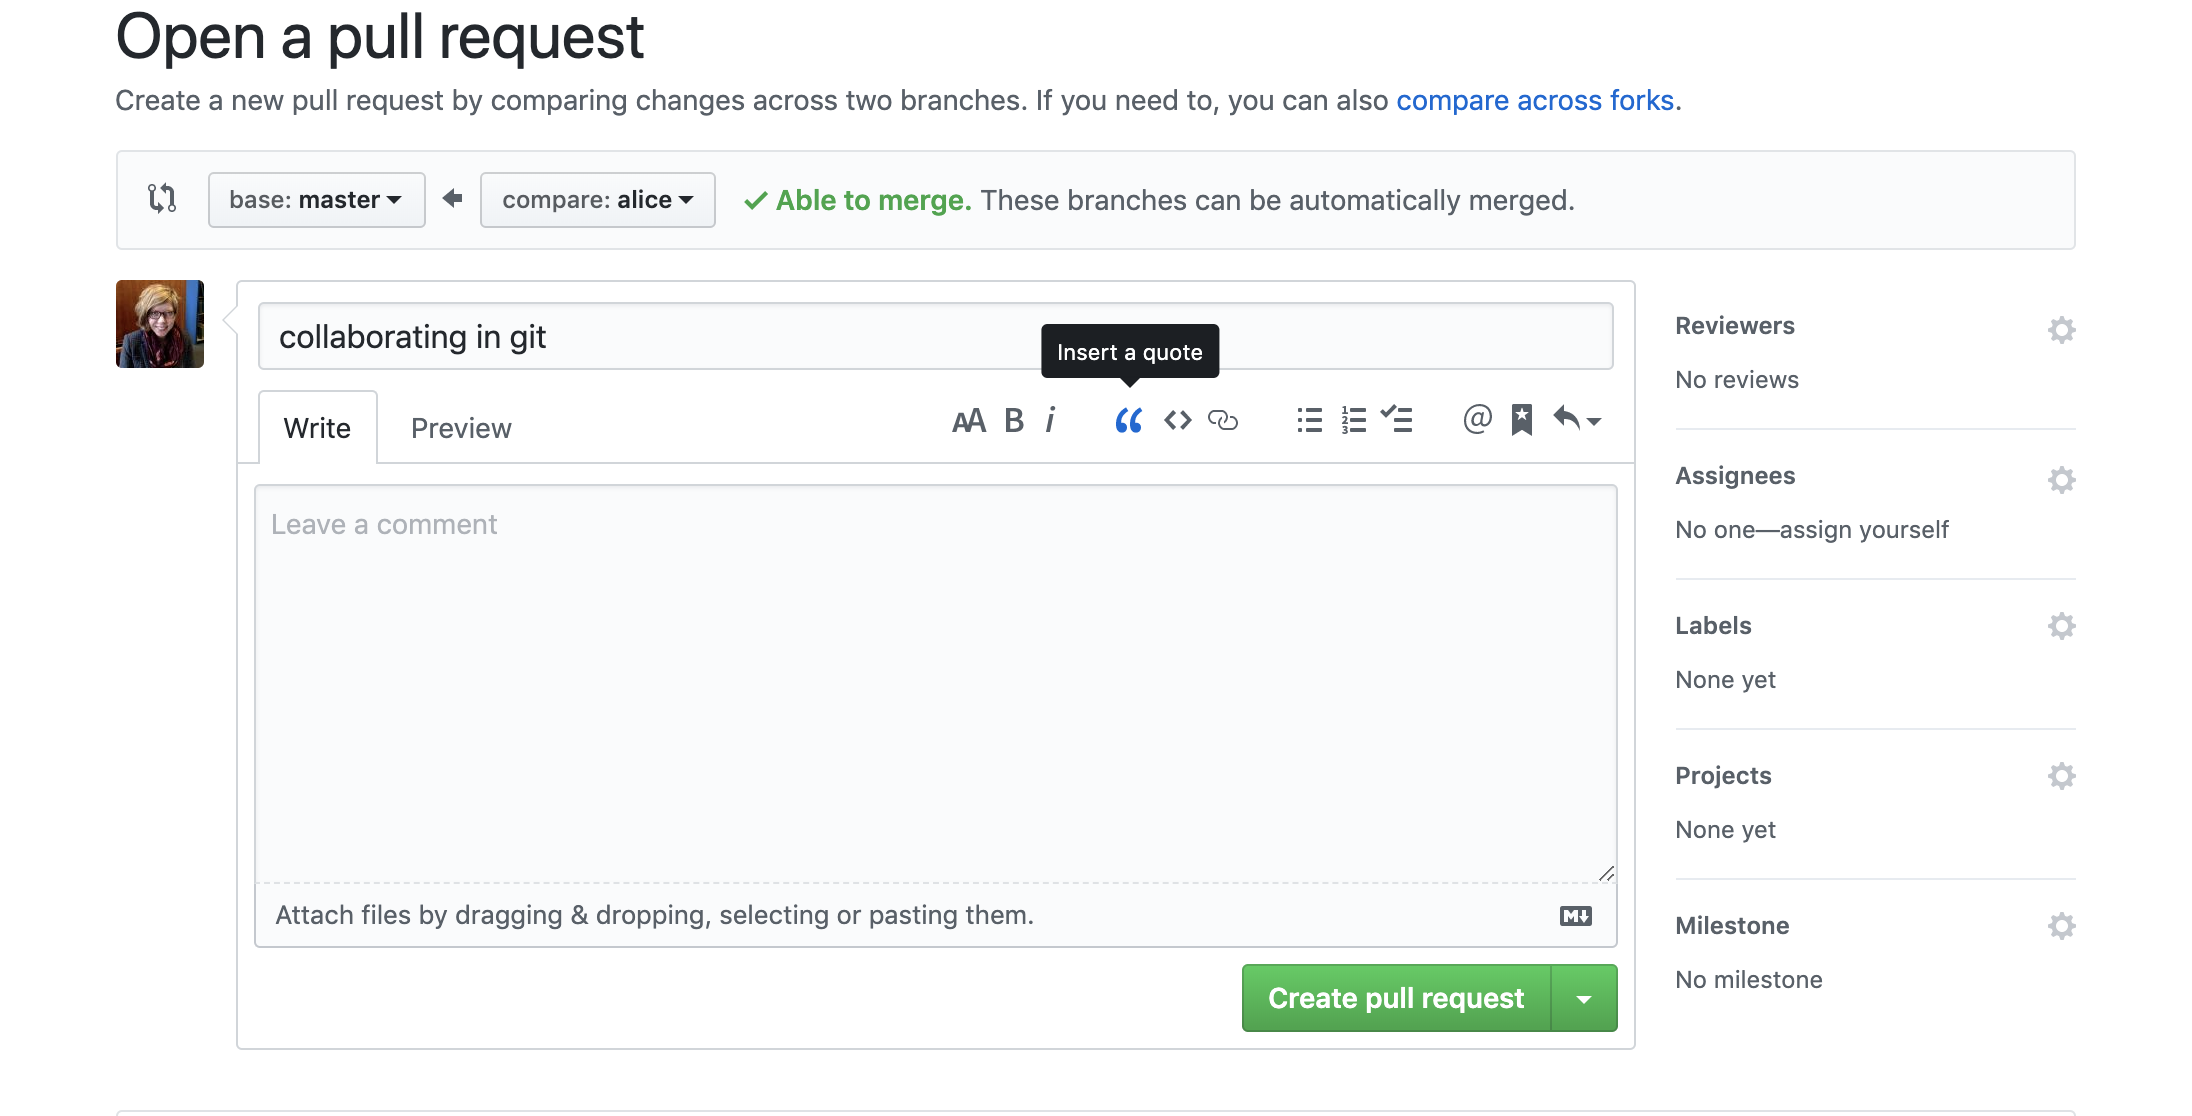 Open a pull request
Create a new pull request by comparing changes across two branches. If you need to, you can also compare across forks.
base: master compare: alice Able to merge. These branches can be automatically merged.
collaborating in git
Insert a quote
Write Preview AA B i “ <> @
Leave a comment
Attach files by dragging & dropping, selecting or pasting them.
M↓
Create pull request
Reviewers
No reviews
Assignees
No one—assign yourself
Labels
None yet
Projects
None yet
Milestone
No milestone